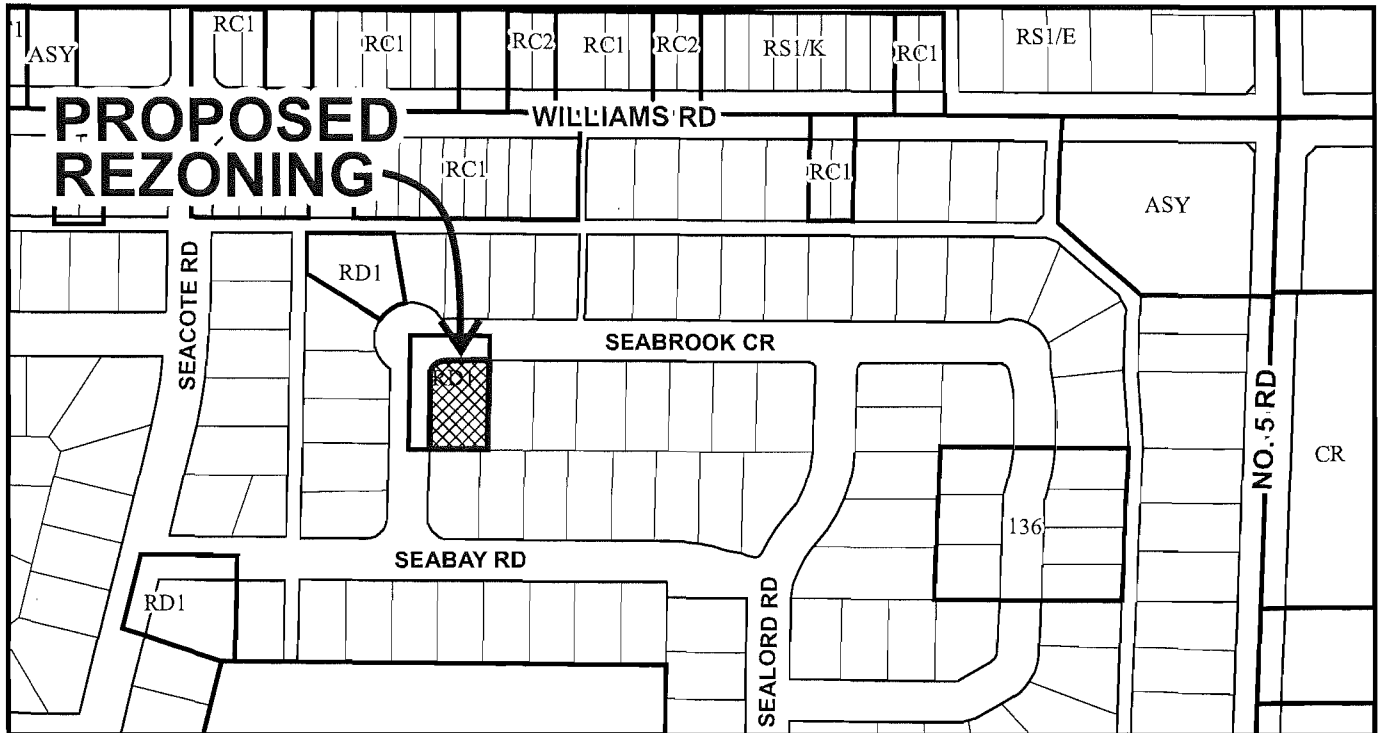 RC1
ASY
RC1
RC2
RC1
RC2
RS1/K
RC1
RS1/E
PROPOSED
REZONING
WILLIAMS RD
RC1
RC1
ASY
SEACOTE RD
RD1
SEABROOK CR
RD1
NO. 5 RD
CR
136
SEABAY RD
RD1
SEALORD RD